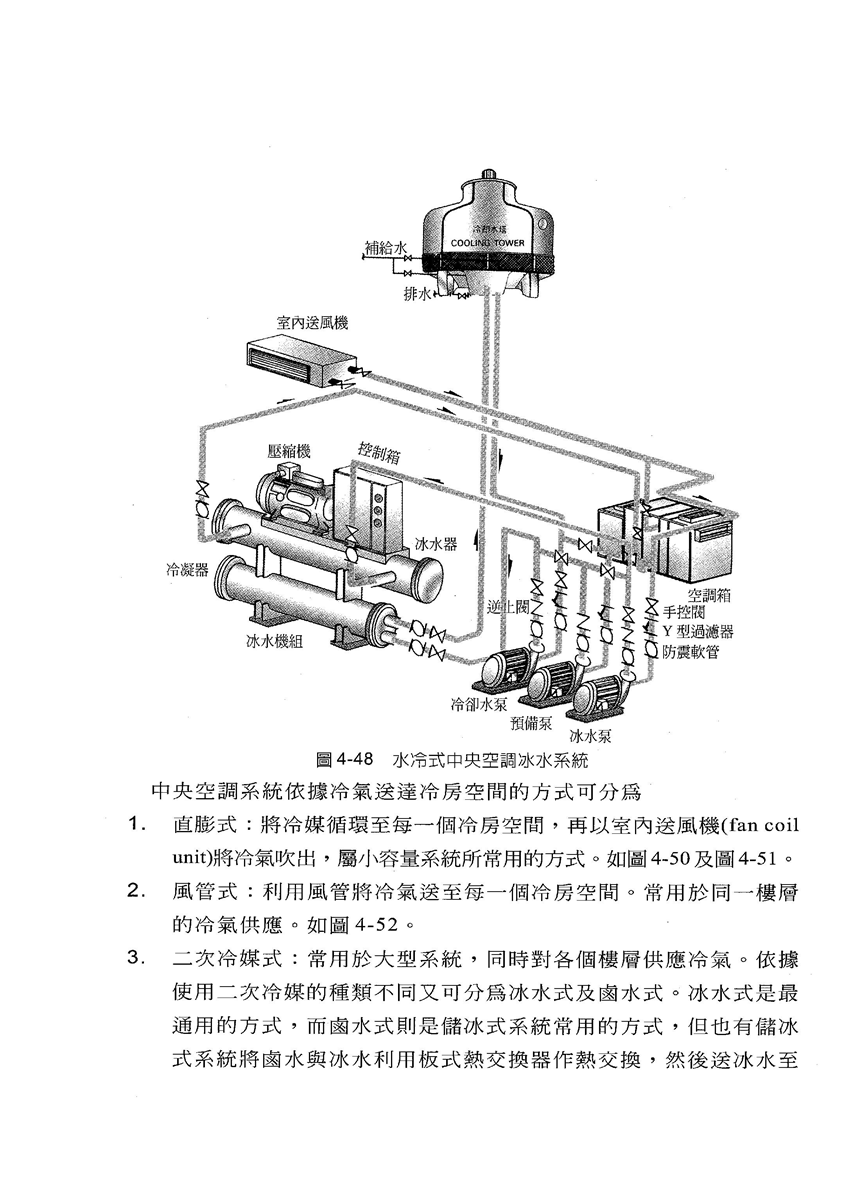 冷卻水塔
COOLING TOWER
補給水
排水
室內送風機
壓縮機
控制箱
冰水器
冷凝器
空調箱
逆止閥
手控閥
Y 型過濾器
冰水機組
防震軟管
冷卻水泵
預備泵
冰水泵
圖 4-48　水冷式中央空調冰水系統
中央空調系統依據冷氣送達冷房空間的方式可分為
1. 直膨式：將冷媒循環至每一個冷房空間，再以室內送風機(fan coil
unit)將冷氣吹出，屬小容量系統所常用的方式。如圖 4-50 及圖 4-51。
2. 風管式：利用風管將冷氣送至每一個冷房空間。常用於同一樓層
的冷氣供應。如圖 4-52。
3. 二次冷媒式：常用於大型系統，同時對各個樓層供應冷氣。依據
使用二次冷媒的種類不同又可分為冰水式及鹵水式。冰水式是最
通用的方式，而鹵水式則是儲冰式系統常用的方式，但也有儲冰
式系統將鹵水與冰水利用板式熱交換器作熱交換，然後送冰水至